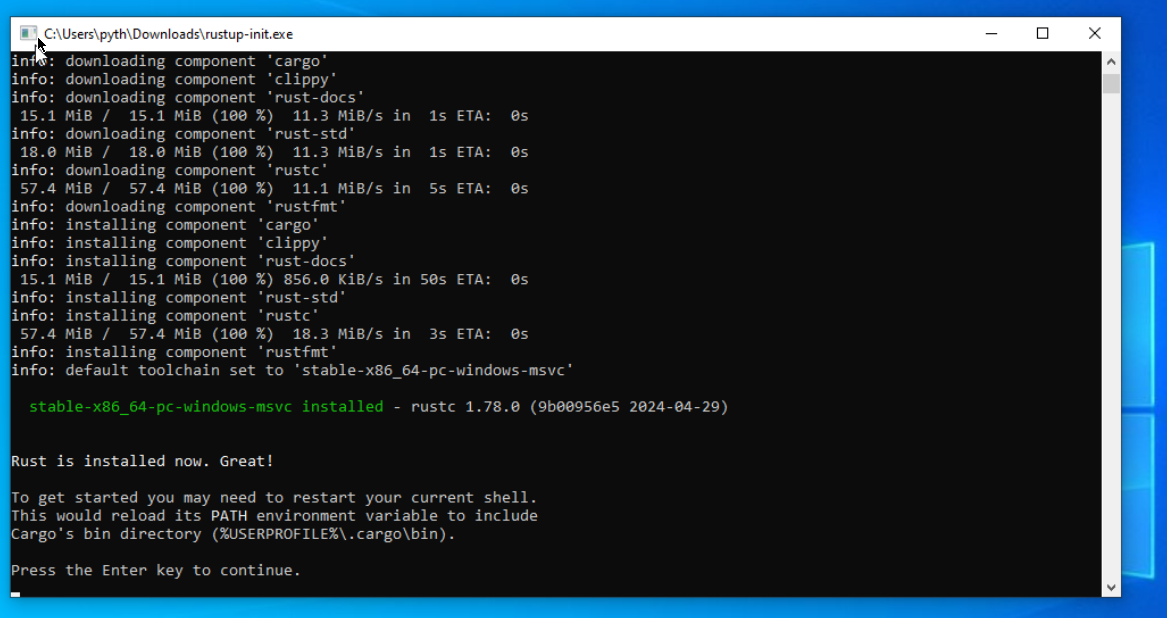 C:\Users\pyth\Downloads\rustup-init.exe
info: downloading component 'cargo'
info: downloading component 'clippy'
info: downloading component 'rust-docs'
 15.1 MiB /  15.1 MiB (100 %)  11.3 MiB/s in  1s ETA:  0s
info: downloading component 'rust-std'
 18.0 MiB /  18.0 MiB (100 %)  11.3 MiB/s in  1s ETA:  0s
info: downloading component 'rustc'
 57.4 MiB /  57.4 MiB (100 %)  11.1 MiB/s in  5s ETA:  0s
info: downloading component 'rustfmt'
info: installing component 'cargo'
info: installing component 'clippy'
info: installing component 'rust-docs'
 15.1 MiB /  15.1 MiB (100 %) 856.0 KiB/s in 50s ETA:  0s
info: installing component 'rust-std'
info: installing component 'rustc'
 57.4 MiB /  57.4 MiB (100 %)  18.3 MiB/s in  3s ETA:  0s
info: installing component 'rustfmt'
info: default toolchain set to 'stable-x86_64-pc-windows-msvc'
  stable-x86_64-pc-windows-msvc installed - rustc 1.78.0 (9b00956e5 2024-04-29)
Rust is installed now. Great!
To get started you may need to restart your current shell.
This would reload its PATH environment variable to include
Cargo's bin directory (%USERPROFILE%\.cargo\bin).
Press the Enter key to continue.